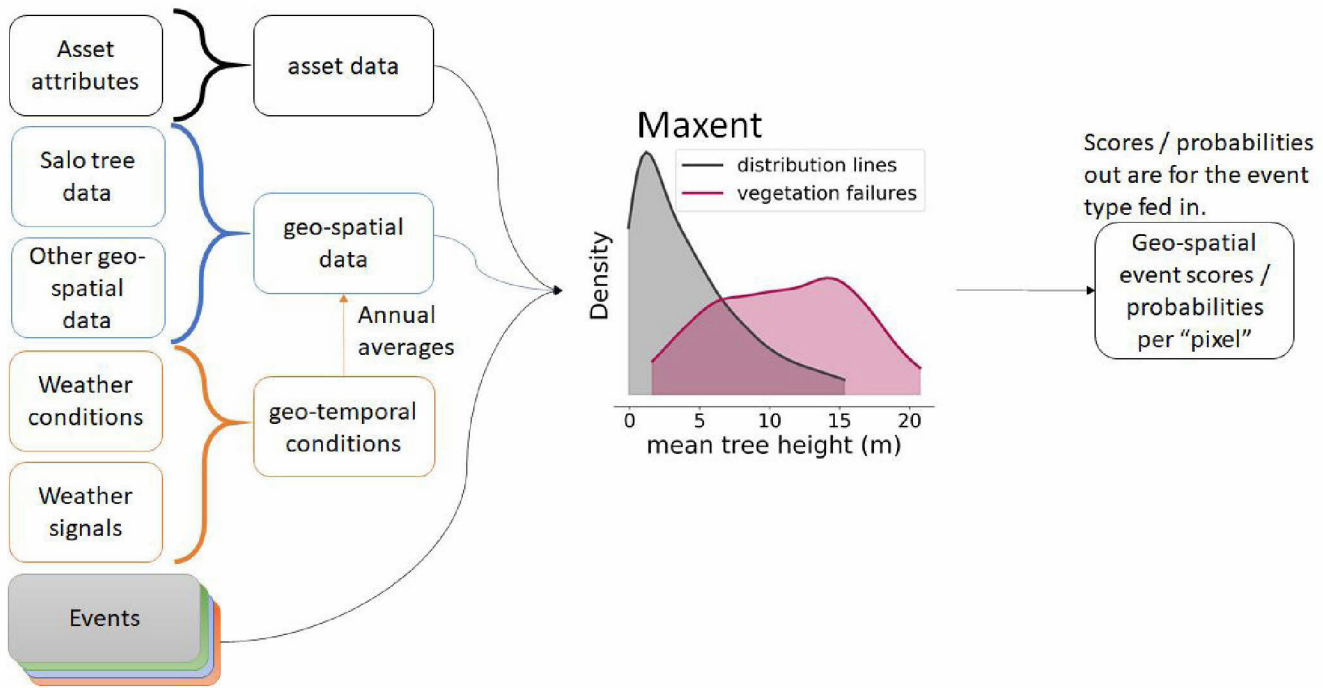 Asset
attributes
asset data
Salo tree
data
Other geo-
spatial
data
geo-spatial
data
Annual
averages
Weather
conditions
Weather
signals
geo-temporal
conditions
Events
Maxent
distribution lines
vegetation failures
Density
0 5 10 15 20
mean tree height (m)
Scores / probabilities
out are for the event
type fed in.
Geo-spatial
event scores /
probabilities
per “pixel”